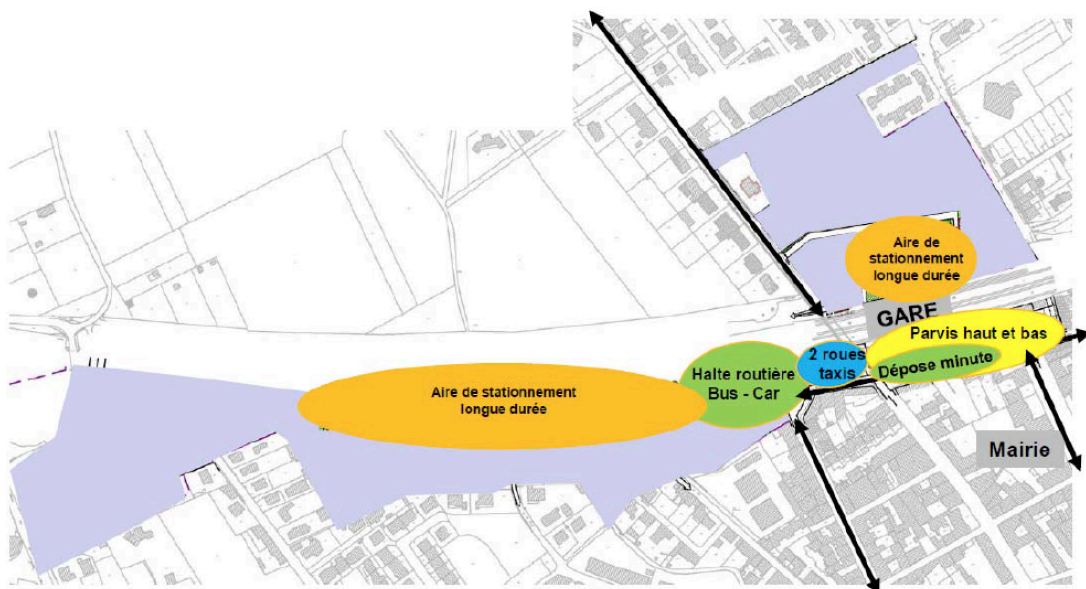 Aire de
stationnement
longue durée
GARE
Parvis haut et bas
2 roues
taxis
Dépose minute
Halte routière
Bus - Car
Aire de stationnement
longue durée
Mairie